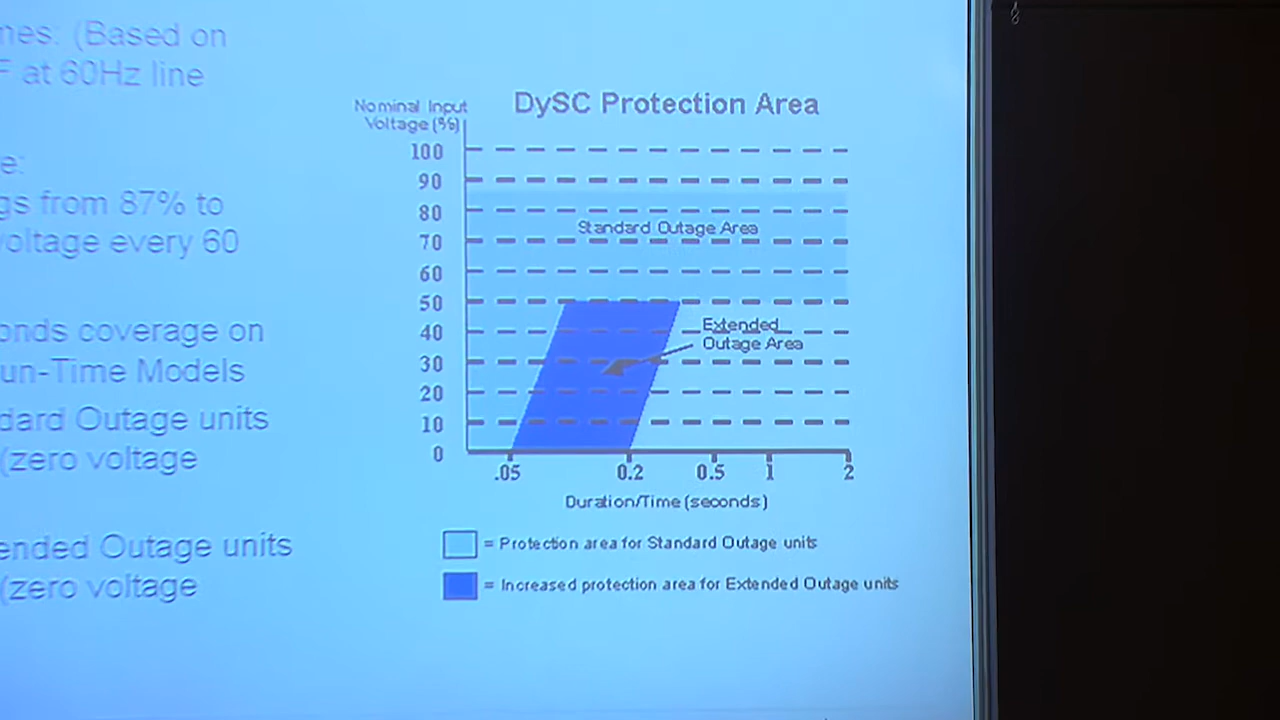 nes: (Based on
F at 60Hz line
e:
gs from 87% to
voltage every 60
onds coverage on
un-Time Models
dard Outage units
(zero voltage
ended Outage units
(zero voltage
DySC Protection Area
Nominal Input
Voltage (%)
100
90
80
Standard Outage Area
70
60
50
40
Extended
Outage Area
30
20
10
0
.05 0.2 0.5 1 2
Duration/Time (seconds)
= Protection area for Standard Outage units
= Increased protection area for Extended Outage units